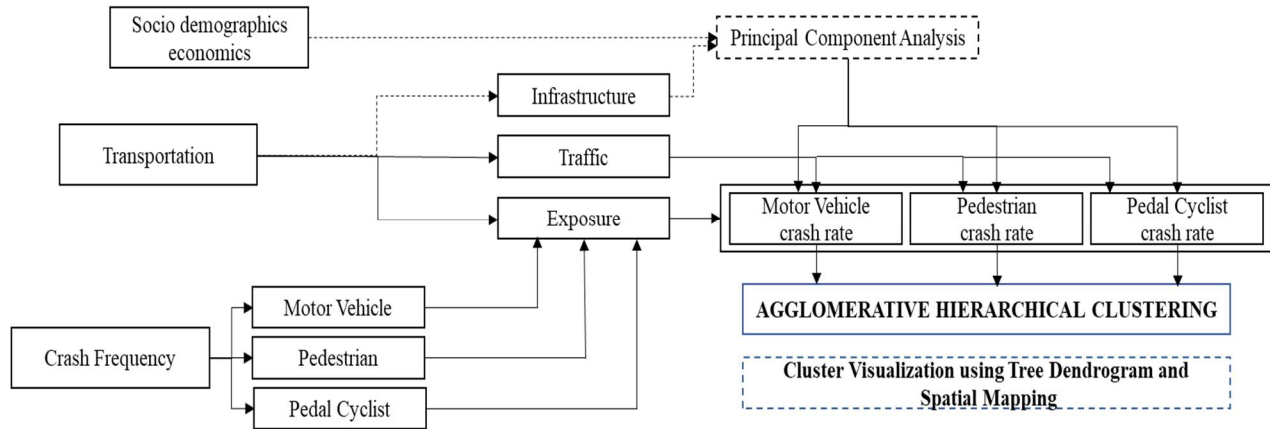 Socio demographics
economics
Principal Component Analysis
Infrastructure
Transportation
Traffic
Exposure
Motor Vehicle
crash rate
Pedestrian
crash rate
Pedal Cyclist
crash rate
Motor Vehicle
Crash Frequency
Pedestrian
Pedal Cyclist
AGGLOMERATIVE HIERARCHICAL CLUSTERING
Cluster Visualization using Tree Dendrogram and
Spatial Mapping